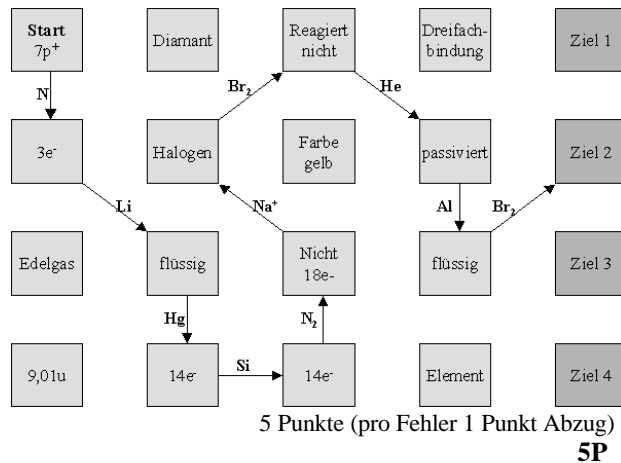 Start
7p⁺
Diamant
Reagiert
nicht
Dreifach-
bindung
Ziel 1
N
Br₂
He
3e⁻
Halogen
Farbe
gelb
passiviert
Ziel 2
Li
Na⁺
Al
Br₂
Edelgas
flüssig
Nicht
18e-
flüssig
Ziel 3
Hg
N₂
9,01u
14e⁻
Si
14e⁻
Element
Ziel 4
5 Punkte (pro Fehler 1 Punkt Abzug)
5P